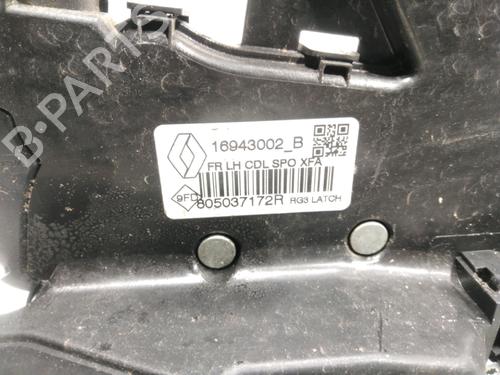 B-PARTS
16943002_B
FR LH CDL SPO XFA
9FD
805037172R RG3 LATCH